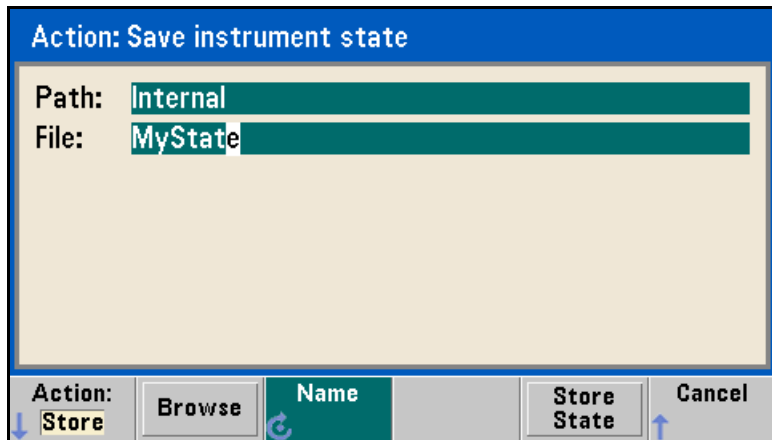 Action: Save instrument state
Path: Internal
File: MyState
Action:
Store
Browse
Name
Store
State
Cancel